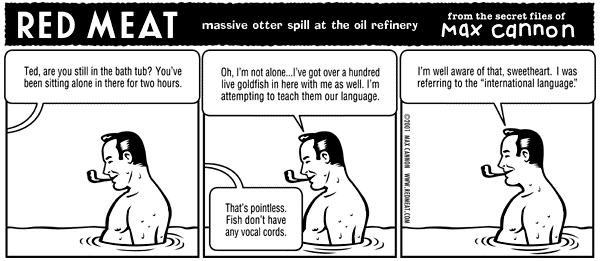 RED MEAT
massive otter spill at the oil refinery
from the secret files of
max cannon
Ted, are you still in the bath tub? You've
been sitting alone in there for two hours.
Oh, I'm not alone...I've got over a hundred
live goldfish in here with me as well. I'm
attempting to teach them our language.
That's pointless.
Fish don't have
any vocal cords.
I'm well aware of that, sweetheart. I was
referring to the "international language."
©2001 MAX CANNON WWW.REDMEAT.COM